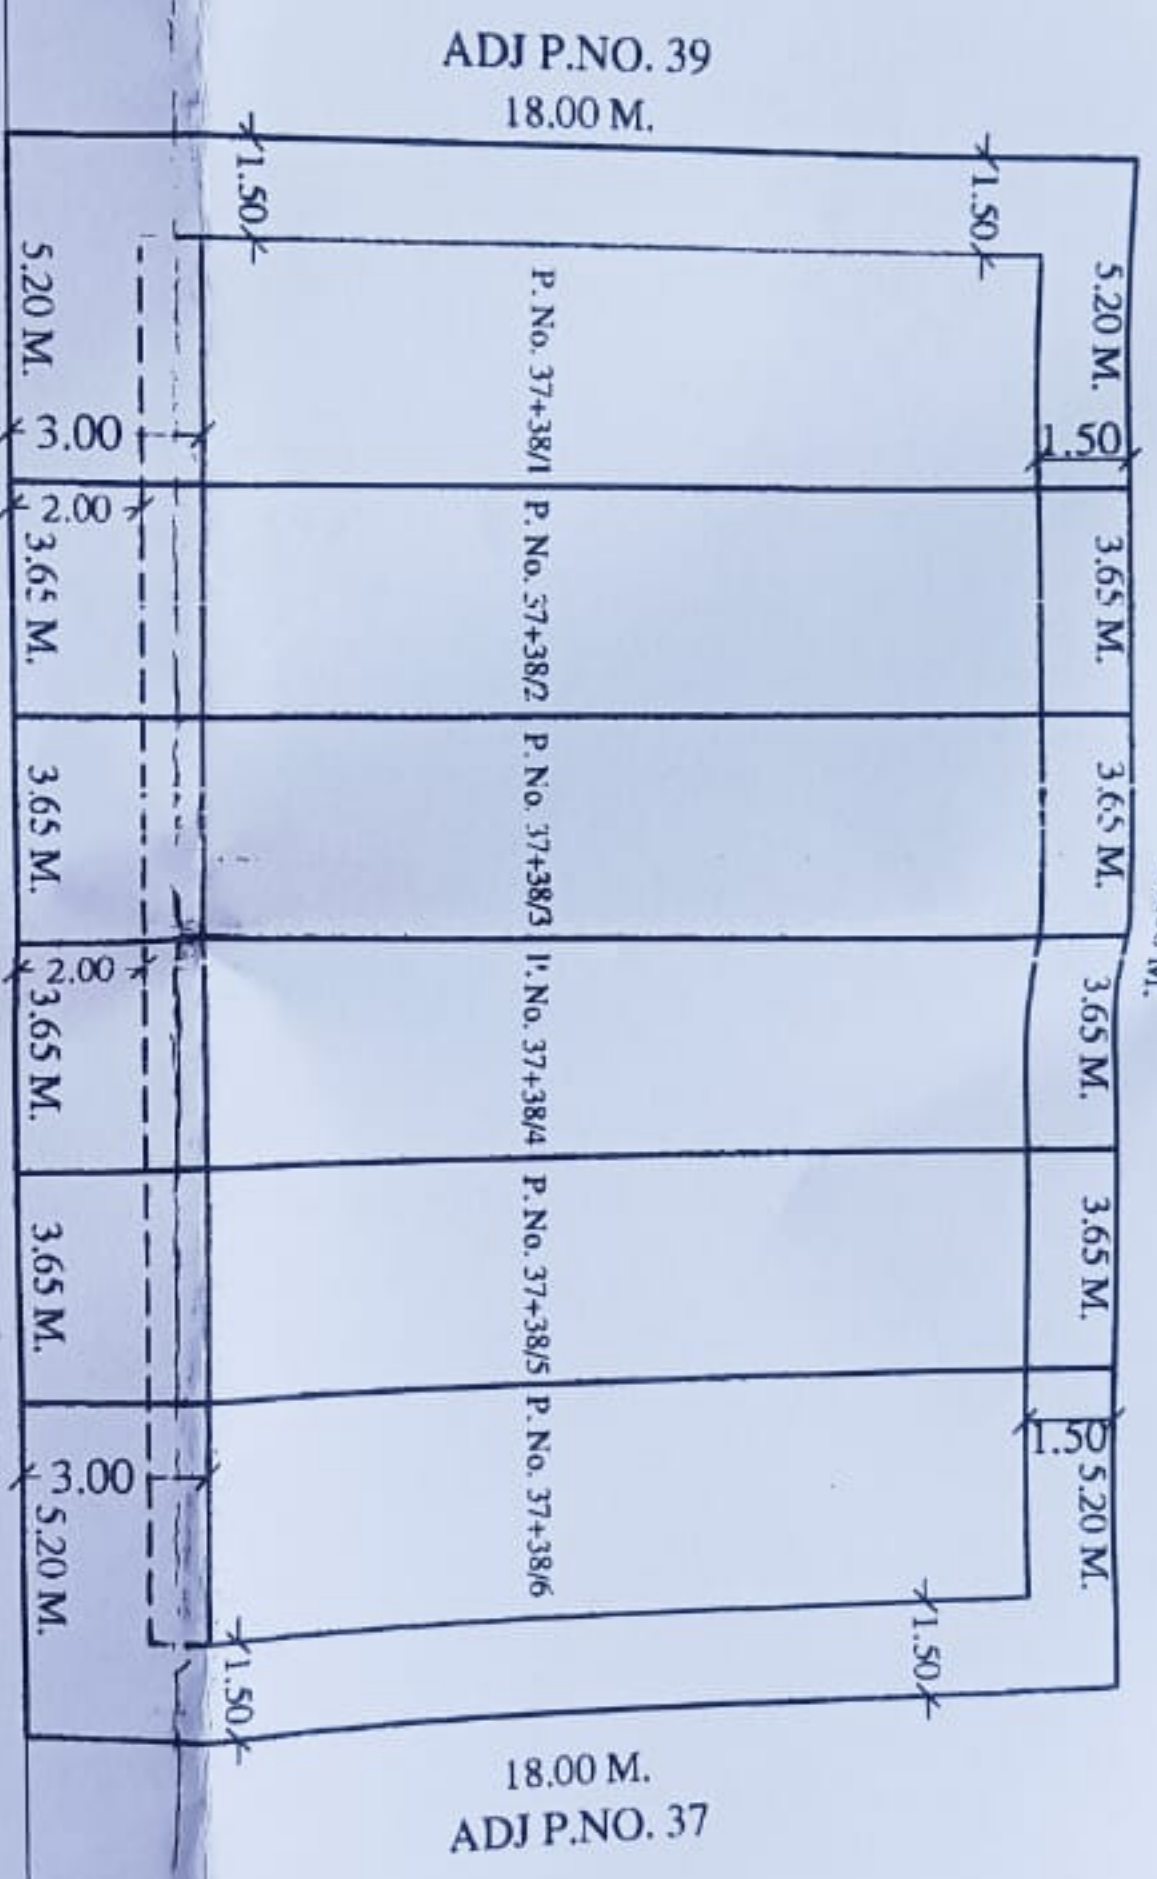 ADJ P.NO. 39
18.00 M.
1.50
1.50
5.20 M.
5.20 M.
3.00
1.50
P. No. 37+38/1
2.00
3.65 M.
3.65 M.
P. No. 37+38/2
3.65 M.
3.65 M.
P. No. 37+38/3
2.00
3.65 M.
3.65 M.
P. No. 37+38/4
3.65 M.
3.65 M.
P. No. 37+38/5
3.00
1.50
5.20 M.
5.20 M.
P. No. 37+38/6
1.50
1.50
18.00 M.
ADJ P.NO. 37